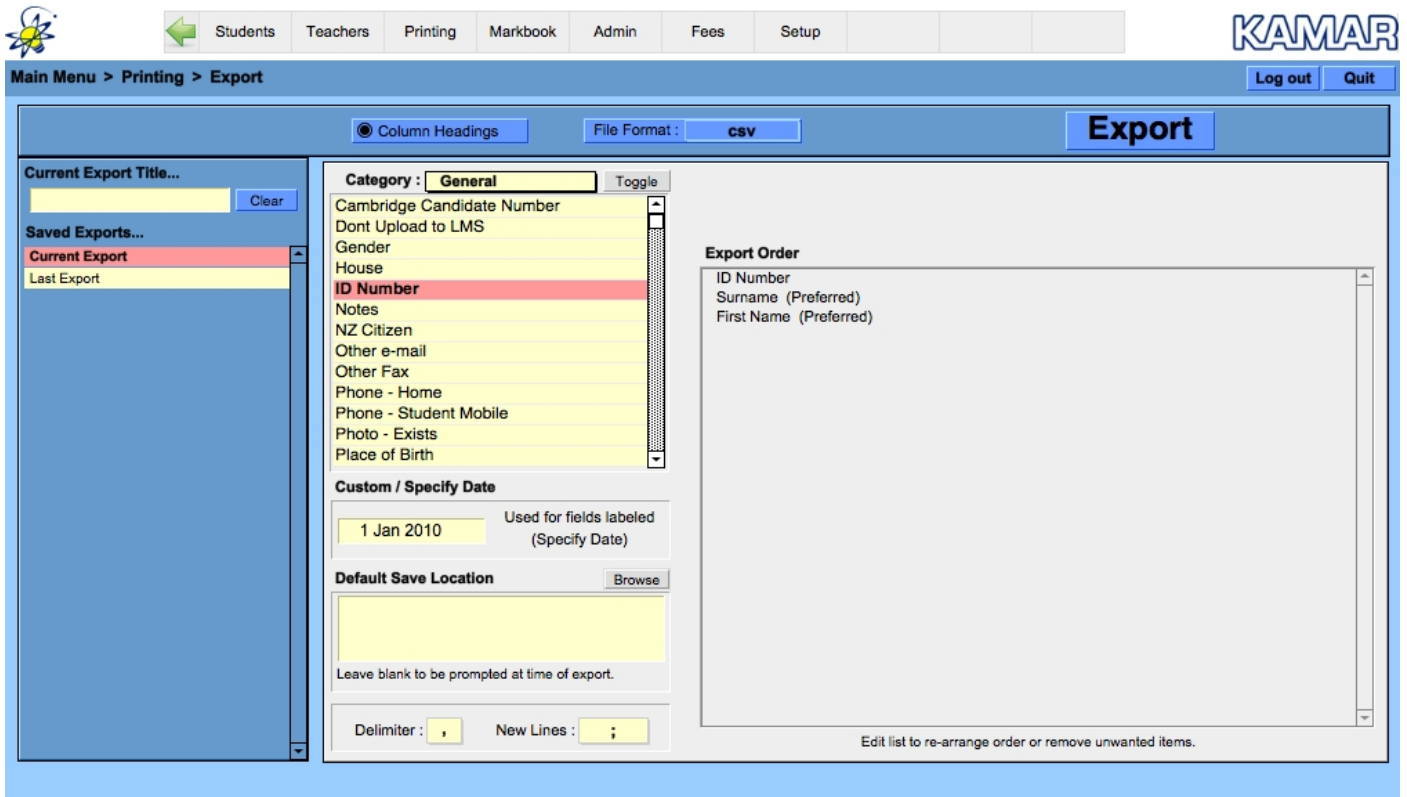 Students Teachers Printing Markbook Admin Fees Setup KAMAR
Main Menu > Printing > Export Log out Quit
Column Headings File Format : csv Export
Current Export Title...
Clear
Saved Exports...
Current Export
Last Export
Category : General Toggle
Cambridge Candidate Number
Dont Upload to LMS
Gender
House
ID Number
Notes
NZ Citizen
Other e-mail
Other Fax
Phone - Home
Phone - Student Mobile
Photo - Exists
Place of Birth
Custom / Specify Date
1 Jan 2010
Used for fields labeled
(Specify Date)
Default Save Location Browse
Leave blank to be prompted at time of export.
Delimiter : , New Lines : ;
Export Order
ID Number
Surname (Preferred)
First Name (Preferred)
Edit list to re-arrange order or remove unwanted items.